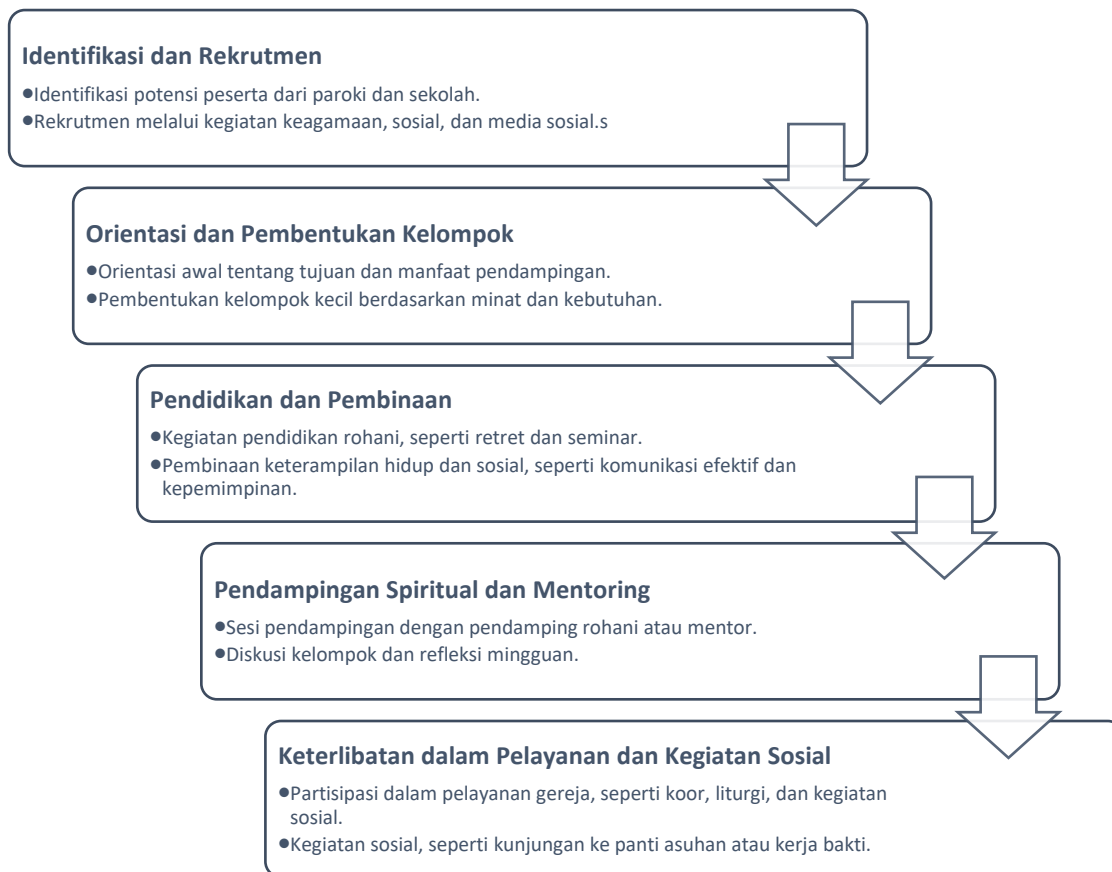 Identifikasi dan Rekrutmen
●Identifikasi potensi peserta dari paroki dan sekolah.
●Rekrutmen melalui kegiatan keagamaan, sosial, dan media sosial.s
Orientasi dan Pembentukan Kelompok
●Orientasi awal tentang tujuan dan manfaat pendampingan.
●Pembentukan kelompok kecil berdasarkan minat dan kebutuhan.
Pendidikan dan Pembinaan
●Kegiatan pendidikan rohani, seperti retret dan seminar.
●Pembinaan keterampilan hidup dan sosial, seperti komunikasi efektif dan
kepemimpinan.
Pendampingan Spiritual dan Mentoring
●Sesi pendampingan dengan pendamping rohani atau mentor.
●Diskusi kelompok dan refleksi mingguan.
Keterlibatan dalam Pelayanan dan Kegiatan Sosial
●Partisipasi dalam pelayanan gereja, seperti koor, liturgi, dan kegiatan
sosial.
●Kegiatan sosial, seperti kunjungan ke panti asuhan atau kerja bakti.